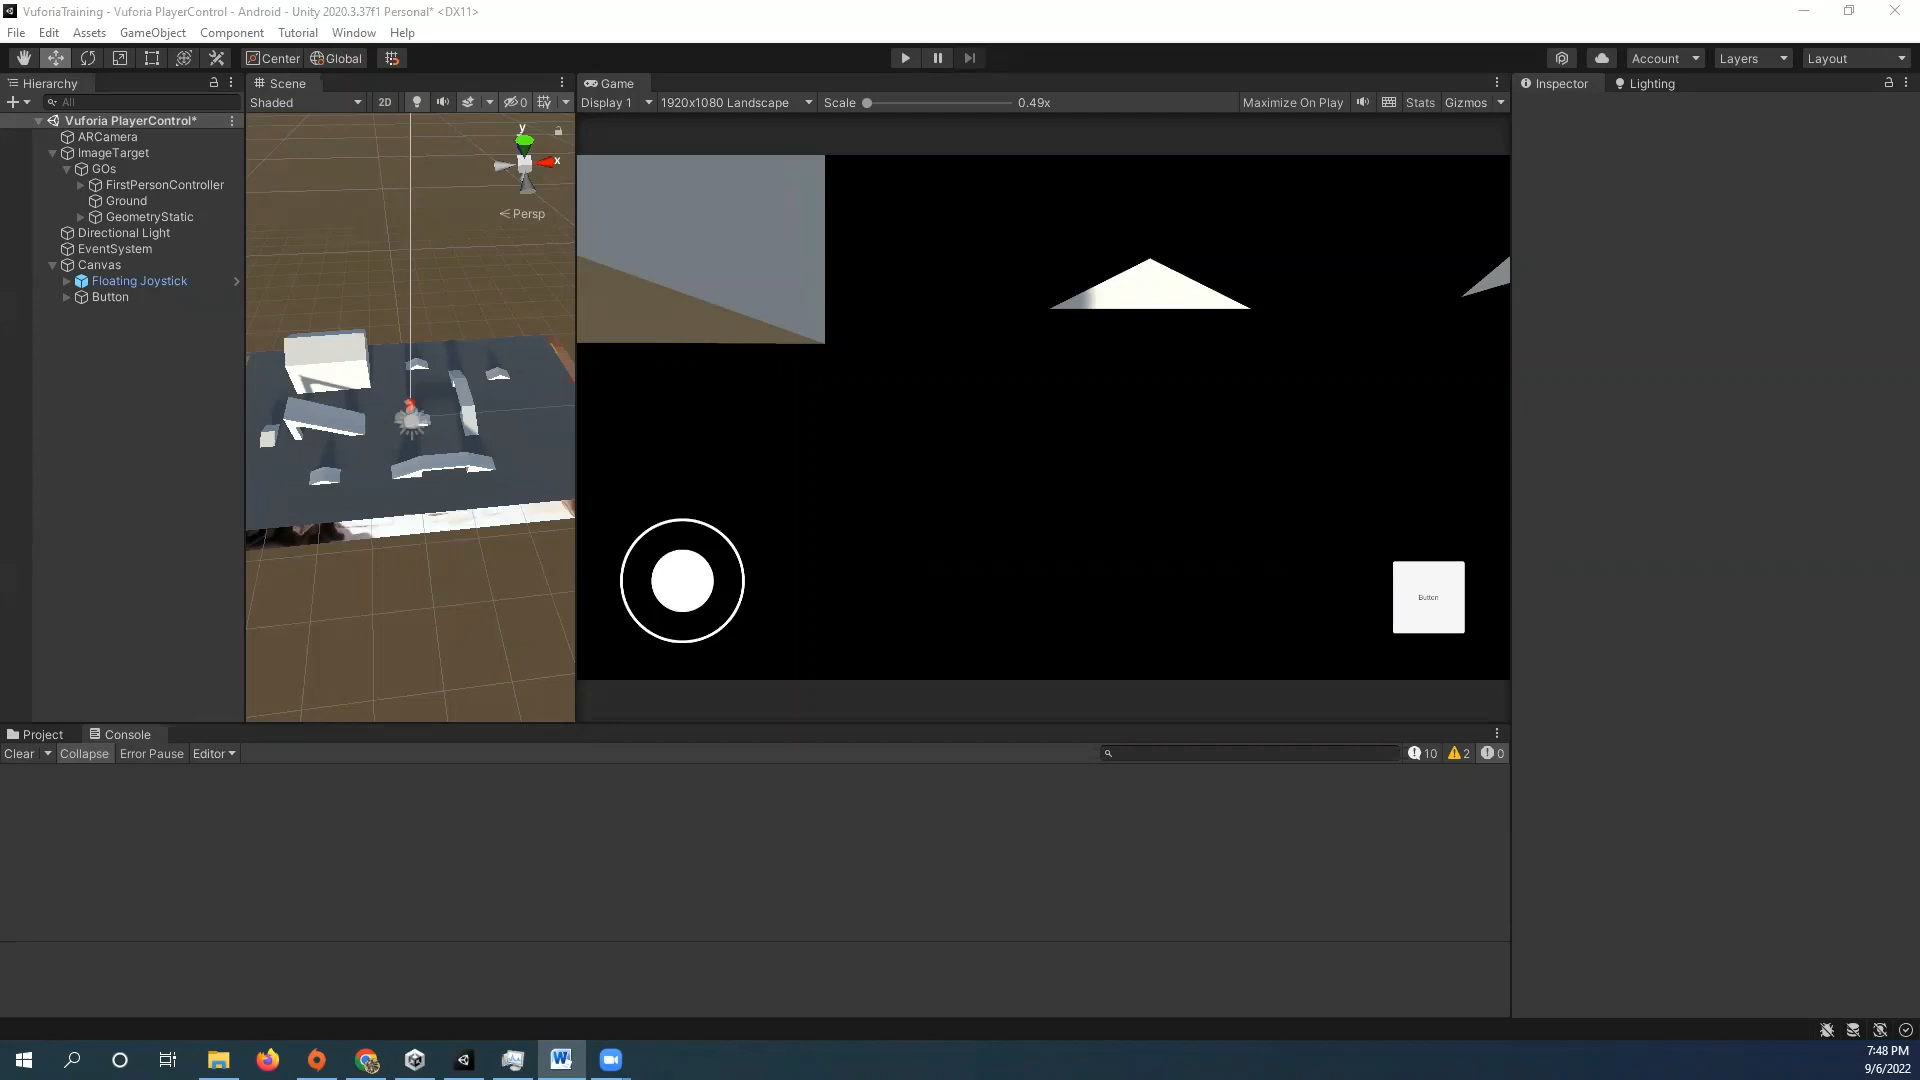 VuforiaTraining - Vuforia PlayerControl - Android - Unity 2020.3.37f1 Personal* <DX11>
File Edit Assets GameObject Component Tutorial Window Help
Center Global Account Layers Layout
Hierarchy Scene Game Inspector Lighting
All Shaded 2D 0 Display 1 1920x1080 Landscape Scale 0.49x Maximize On Play Stats Gizmos
Vuforia PlayerControl*
ARCamera
ImageTarget
GOs
FirstPersonController
Ground
GeometryStatic
Directional Light
EventSystem
Canvas
Floating Joystick
Button
y
x
Persp
Button
Project Console
Clear Collapse Error Pause Editor 10 2 0
7:48 PM
9/6/2022